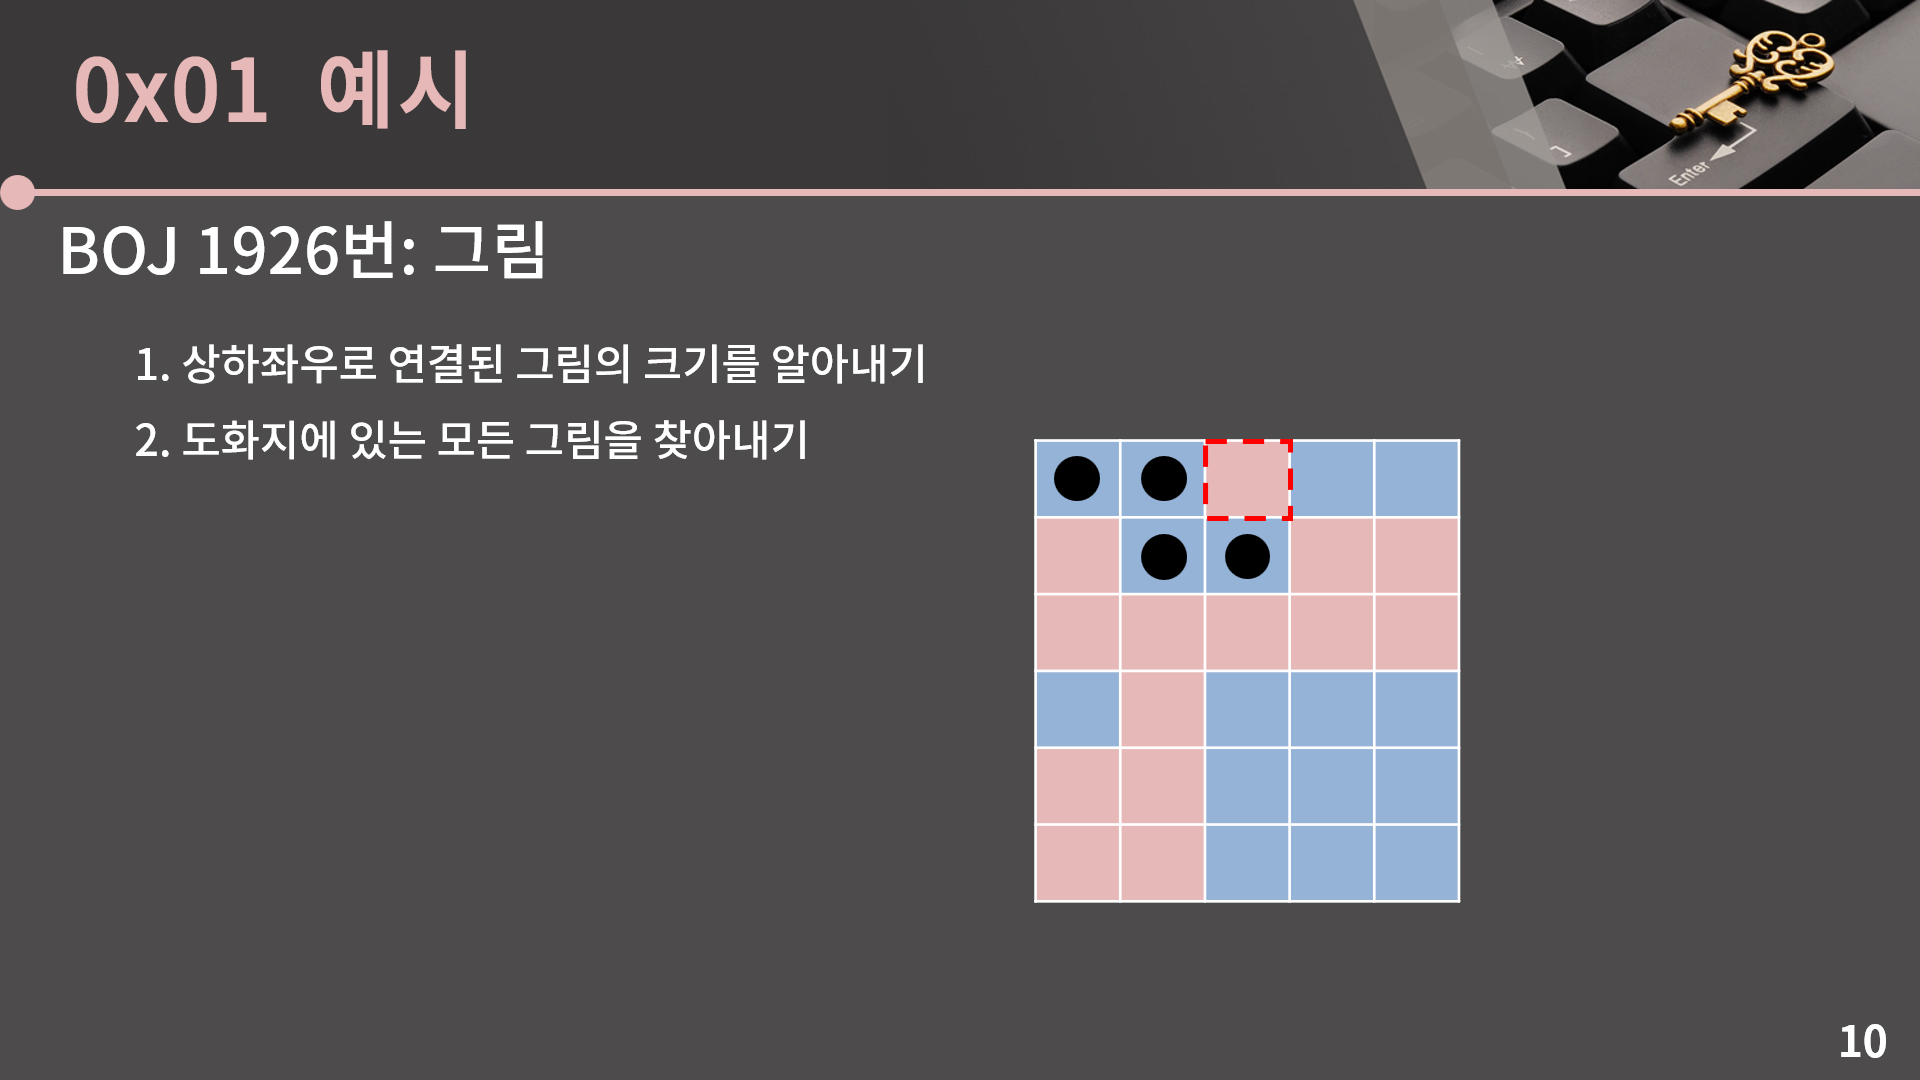 0x01 예시
BOJ 1926번: 그림
1. 상하좌우로 연결된 그림의 크기를 알아내기
2. 도화지에 있는 모든 그림을 찾아내기
Enter
10